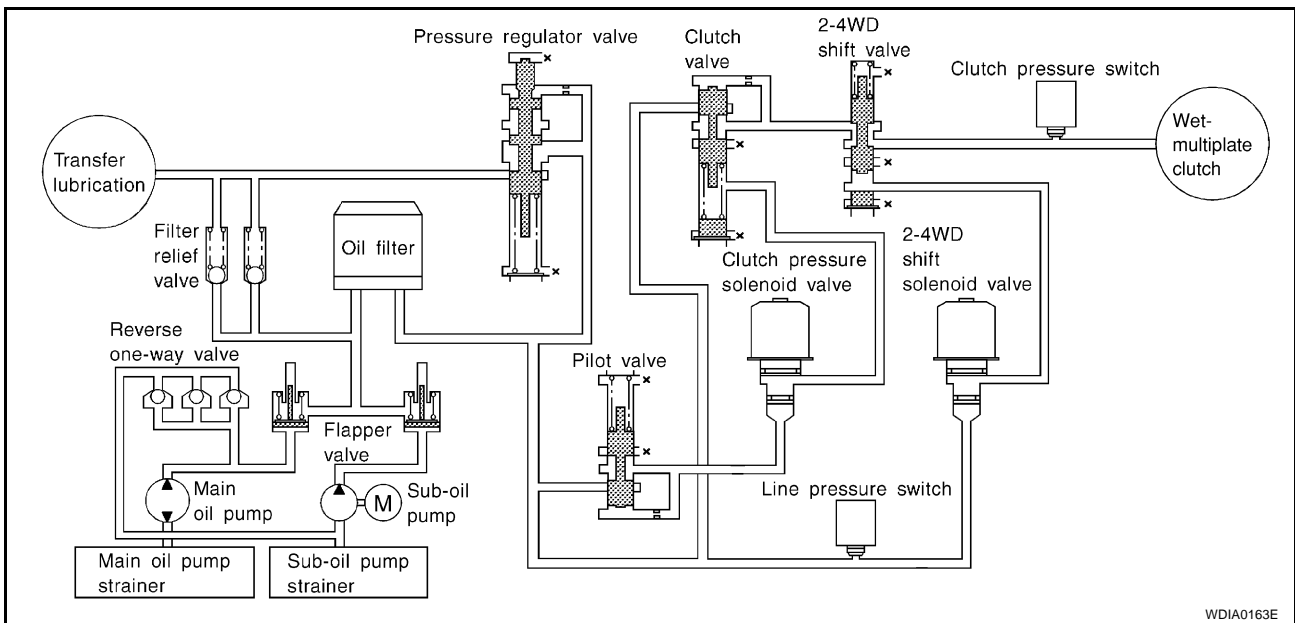 Pressure regulator valve
Clutch
valve
2-4WD
shift valve
Clutch pressure switch
Transfer
lubrication
Wet-
multiplate
clutch
Filter
relief
valve
Oil filter
Clutch pressure
solenoid valve
2-4WD
shift
solenoid valve
Reverse
one-way valve
Pilot valve
Flapper
valve
Main
oil pump
M
Sub-oil
pump
Line pressure switch
Main oil pump
strainer
Sub-oil pump
strainer
WDIA0163E